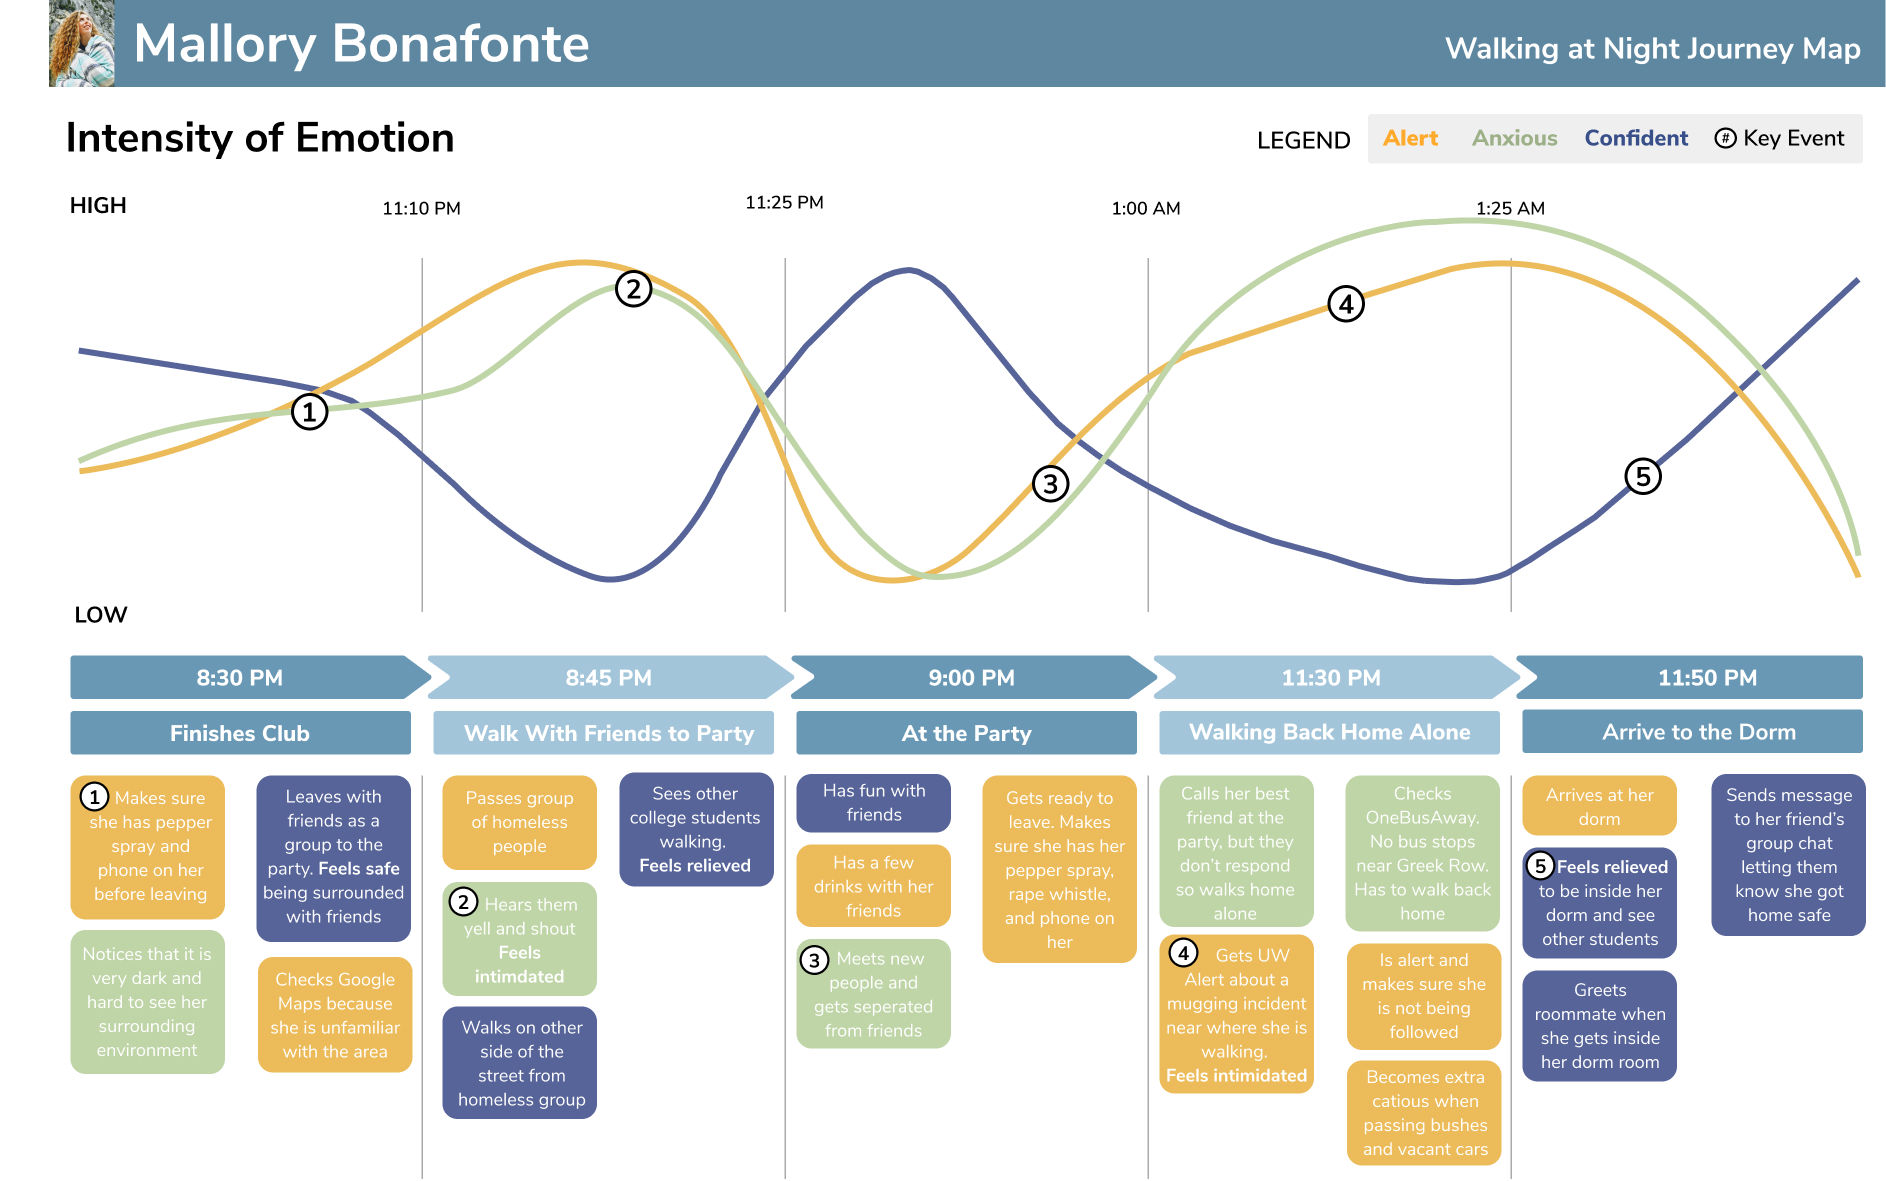 Mallory Bonafonte
Walking at Night Journey Map
Intensity of Emotion
LEGEND
Alert
Anxious
Confident
# Key Event
HIGH
11:10 PM
11:25 PM
1:00 AM
1:25 AM
1
2
3
4
5
LOW
8:30 PM
8:45 PM
9:00 PM
11:30 PM
11:50 PM
Finishes Club
Walk With Friends to Party
At the Party
Walking Back Home Alone
Arrive to the Dorm
1 Makes sure
she has pepper
spray and
phone on her
before leaving
Notices that it is
very dark and
hard to see her
surrounding
environment
Leaves with
friends as a
group to the
party. Feels safe
being surrounded
with friends
Checks Google
Maps because
she is unfamiliar
with the area
Passes group
of homeless
people
2 Hears them
yell and shout
Feels
intimdated
Walks on other
side of the
street from
homeless group
Sees other
college students
walking.
Feels relieved
Has fun with
friends
Has a few
drinks with her
friends
3 Meets new
people and
gets seperated
from friends
Gets ready to
leave. Makes
sure she has her
pepper spray,
rape whistle,
and phone on
her
Calls her best
friend at the
party, but they
don't respond
so walks home
alone
4 Gets UW
Alert about a
mugging incident
near where she is
walking.
Feels intimidated
Checks
OneBusAway.
No bus stops
near Greek Row.
Has to walk back
home
Is alert and
makes sure she
is not being
followed
Becomes extra
catious when
passing bushes
and vacant cars
Arrives at her
dorm
5 Feels relieved
to be inside her
dorm and see
other students
Greets
roommate when
she gets inside
her dorm room
Sends message
to her friend's
group chat
letting them
know she got
home safe